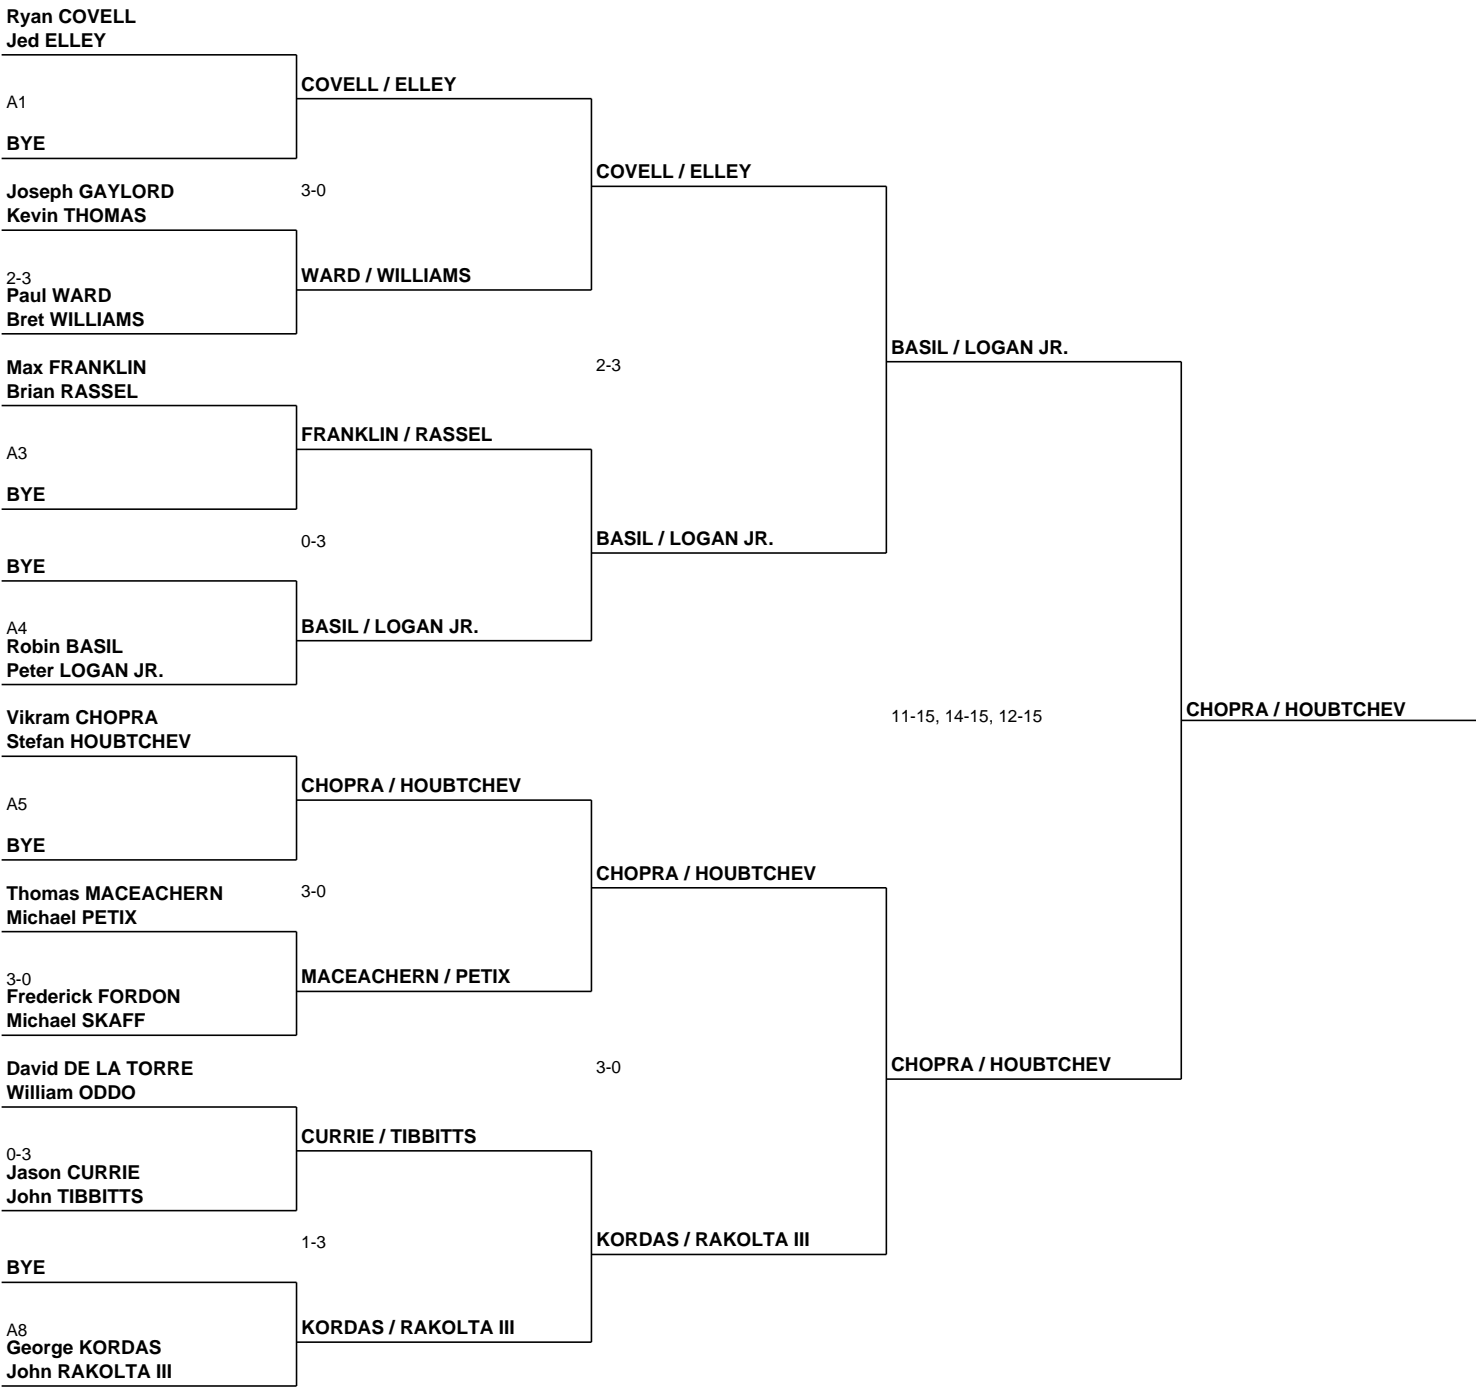 Ryan COVELL
Jed ELLEY
COVELL / ELLEY
A1
BYE
COVELL / ELLEY
Joseph GAYLORD
3-0
Kevin THOMAS
2-3
WARD / WILLIAMS
Paul WARD
Bret WILLIAMS
BASIL / LOGAN JR.
Max FRANKLIN
2-3
Brian RASSEL
FRANKLIN / RASSEL
A3
BYE
0-3
BASIL / LOGAN JR.
BYE
A4
BASIL / LOGAN JR.
Robin BASIL
Peter LOGAN JR.
CHOPRA / HOUBTCHEV
Vikram CHOPRA
11-15, 14-15, 12-15
Stefan HOUBTCHEV
CHOPRA / HOUBTCHEV
A5
BYE
CHOPRA / HOUBTCHEV
Thomas MACEACHERN
3-0
Michael PETIX
3-0
MACEACHERN / PETIX
Frederick FORDON
Michael SKAFF
CHOPRA / HOUBTCHEV
David DE LA TORRE
3-0
William ODDO
CURRIE / TIBBITTS
0-3
Jason CURRIE
John TIBBITTS
1-3
KORDAS / RAKOLTA III
BYE
A8
KORDAS / RAKOLTA III
George KORDAS
John RAKOLTA III